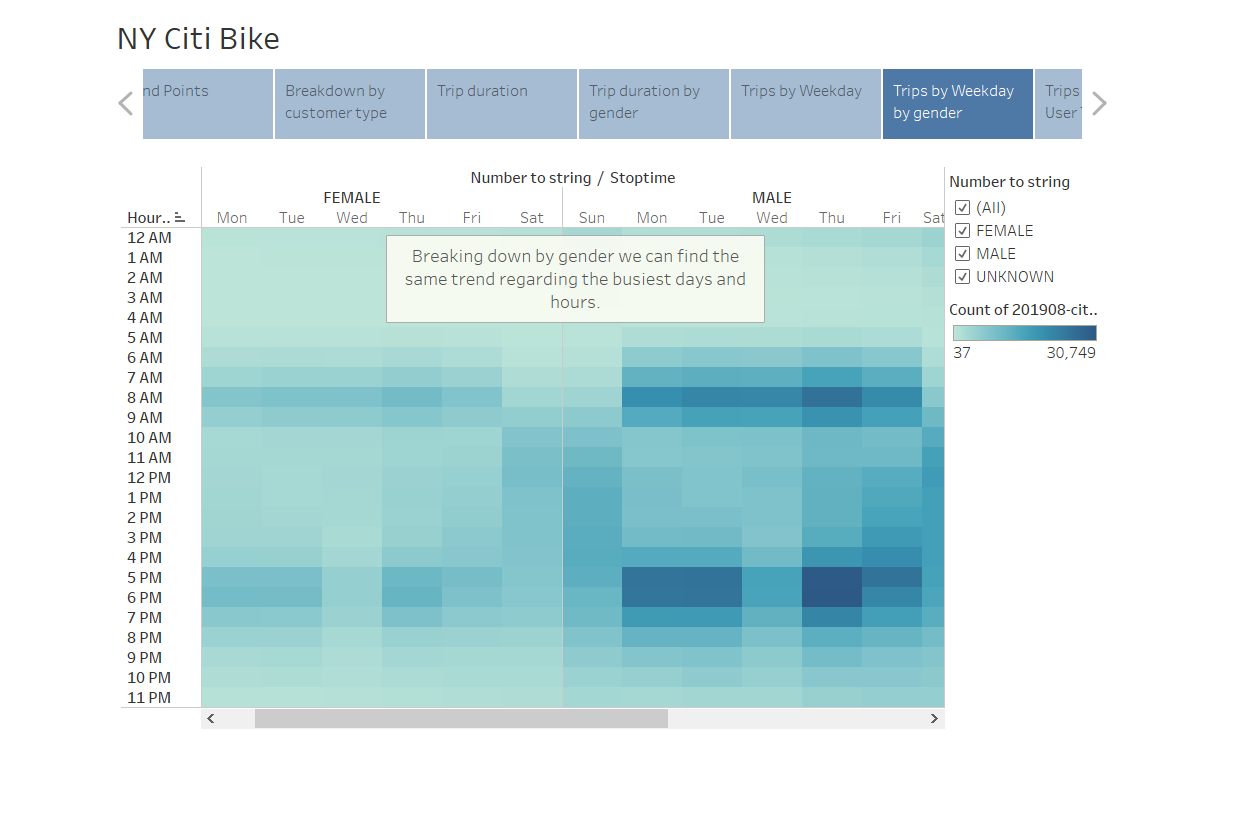 NY Citi Bike
nd Points
Breakdown by
customer type
Trip duration
Trip duration by
gender
Trips by Weekday
Trips by Weekday
by gender
Trips
User
Number to string / Stoptime
FEMALE
MALE
Hour..
Mon Tue Wed Thu Fri Sat Sun Mon Tue Wed Thu Fri Sat
12 AM
1 AM
2 AM
3 AM
4 AM
5 AM
6 AM
7 AM
8 AM
9 AM
10 AM
11 AM
12 PM
1 PM
2 PM
3 PM
4 PM
5 PM
6 PM
7 PM
8 PM
9 PM
10 PM
11 PM
Breaking down by gender we can find the
same trend regarding the busiest days and
hours.
Number to string
(All)
FEMALE
MALE
UNKNOWN
Count of 201908-cit..
37 30,749